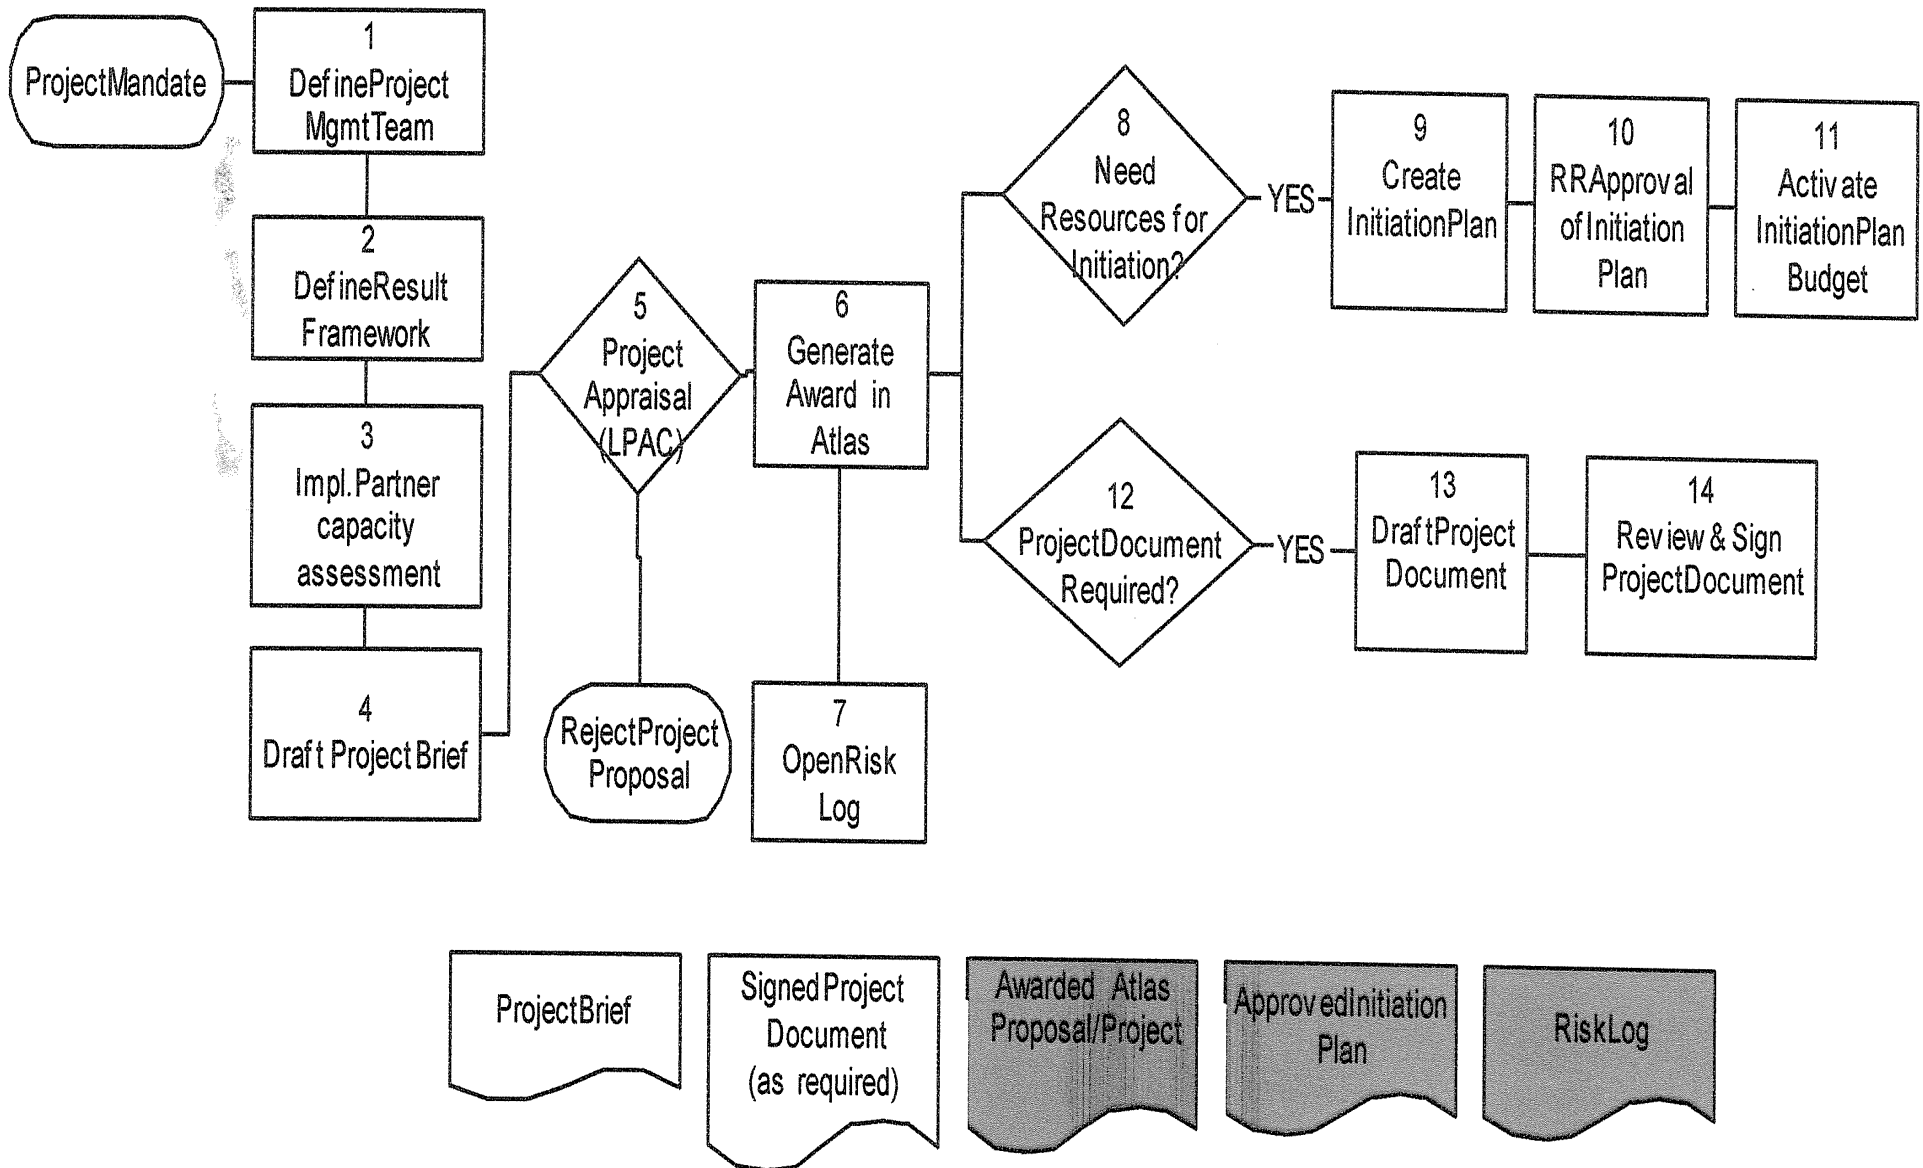 ProjectMandate
1
DefineProject
MgmtTeam
2
DefineResult
Framework
3
Impl.Partner
capacity
assessment
4
Draft Project Brief
5
Project
Appraisal
(LPAC)
RejectProject
Proposal
6
Generate
Award in
Atlas
7
OpenRisk
Log
8
Need
Resources for
Initiation?
YES
9
Create
InitiationPlan
10
RRApproval
ofInitiation
Plan
11
Activate
InitiationPlan
Budget
12
ProjectDocument
Required?
YES
13
DraftProject
Document
14
Review & Sign
ProjectDocument
ProjectBrief
Signed Project
Document
(as required)
Awarded Atlas
Proposal/Project
ApprovedInitiation
Plan
RiskLog